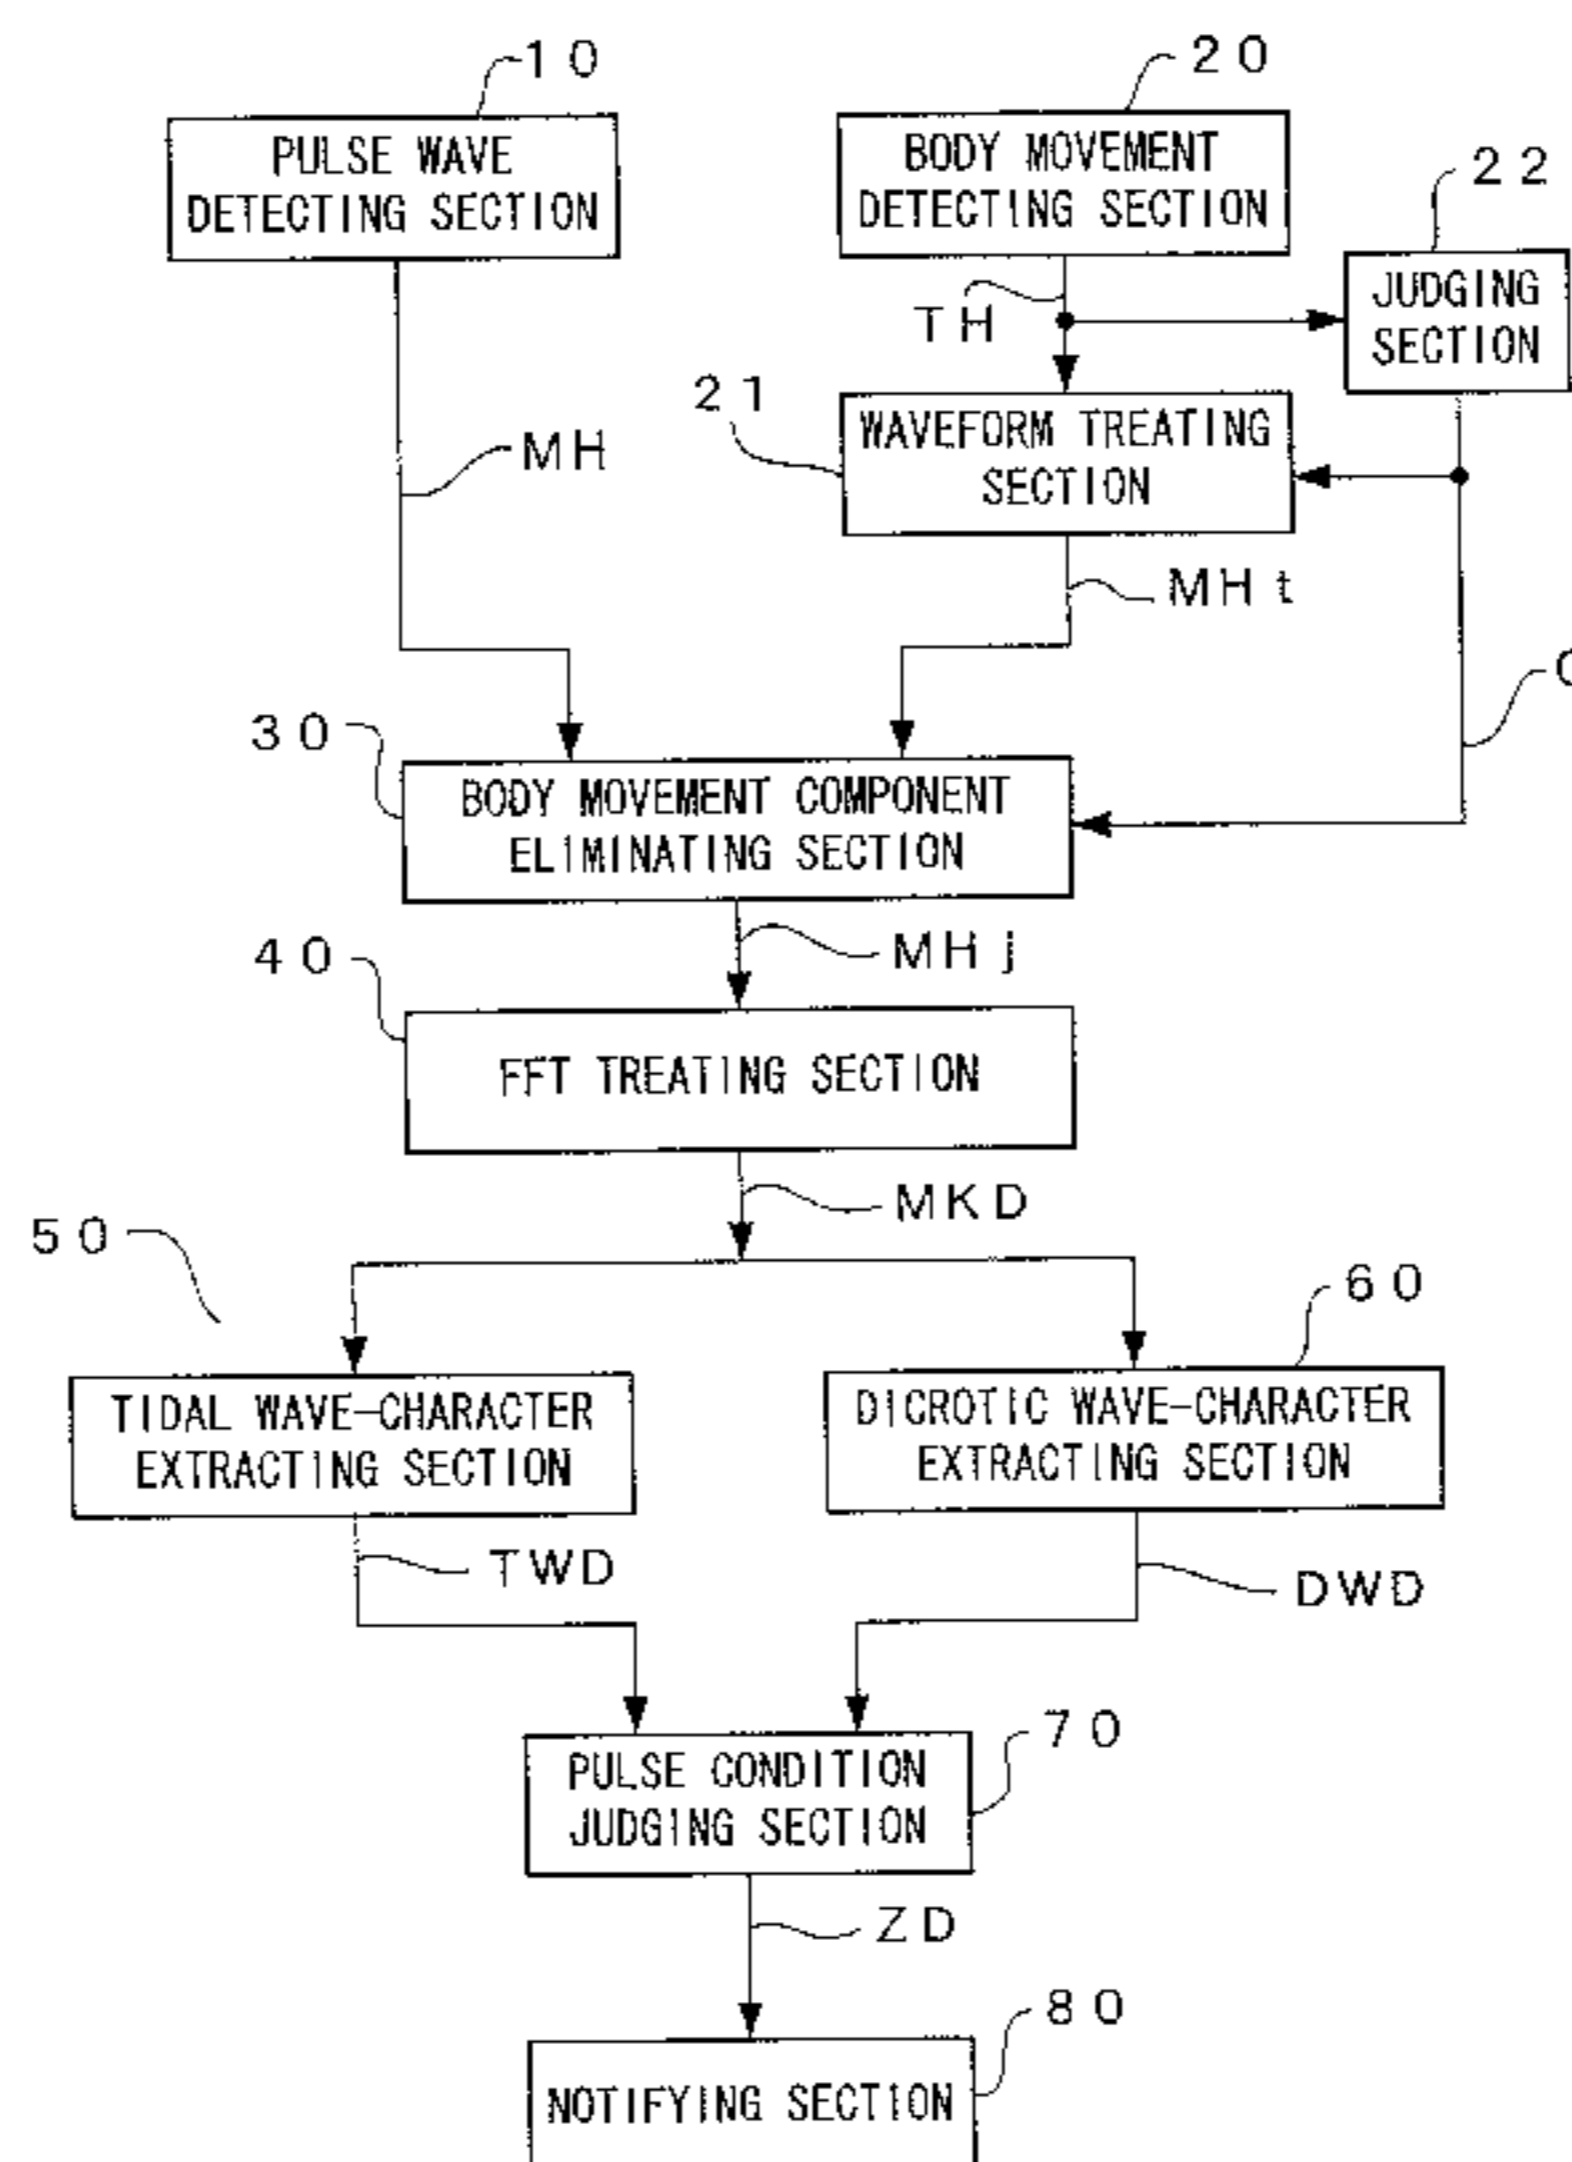 10
20
PULSE WAVE
DETECTING SECTION
BODY MOVEMENT
DETECTING SECTION
22
JUDGING
SECTION
TH
21
WAVEFORM TREATING
SECTION
MH
MHt
30
BODY MOVEMENT COMPONENT
ELIMINATING SECTION
MHj
40
FFT TREATING SECTION
MKD
50
60
TIDAL WAVE-CHARACTER
EXTRACTING SECTION
DICROTIC WAVE-CHARACTER
EXTRACTING SECTION
TWD
DWD
70
PULSE CONDITION
JUDGING SECTION
ZD
80
NOTIFYING SECTION